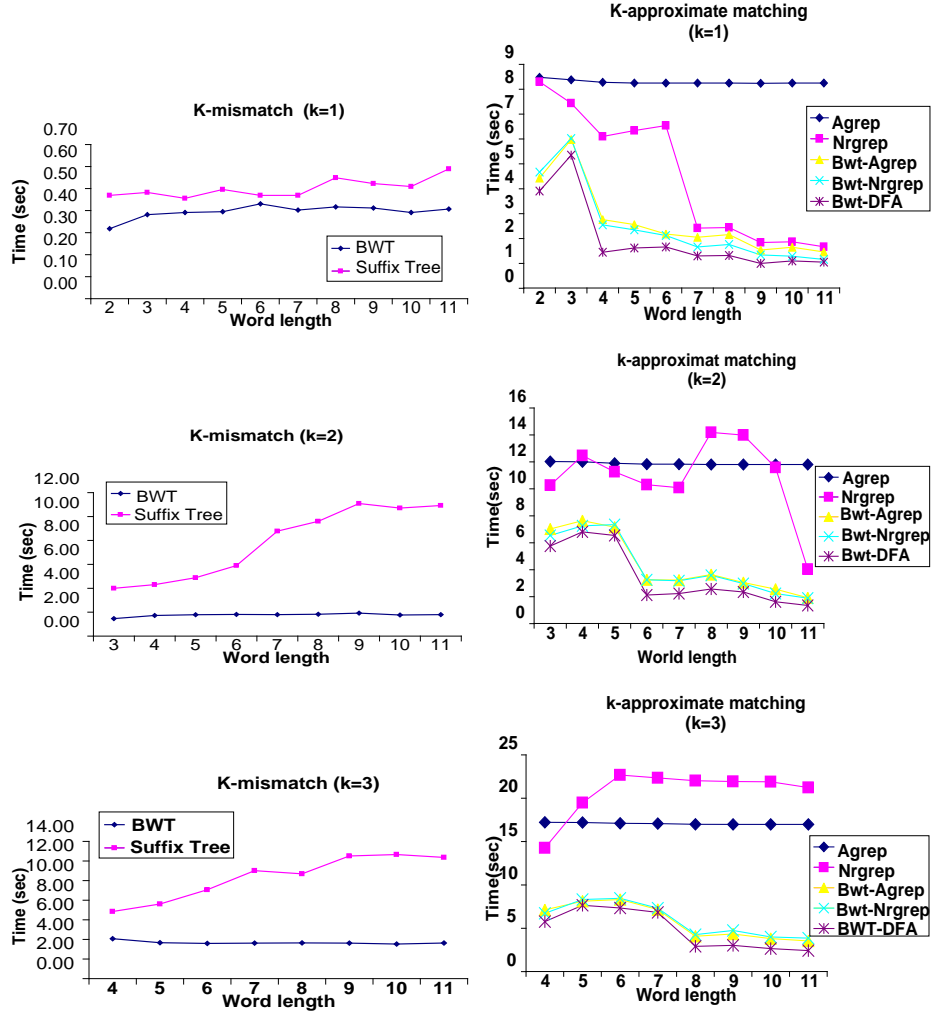 K-mismatch (k=1)
0.70
0.60
0.50
0.40
0.30
0.20
0.10
0.00
Time (sec)
BWT
Suffix Tree
2 3 4 5 6 7 8 9 10 11
Word length
K-approximate matching
(k=1)
9
8
7
6
5
4
3
2
1
0
Time (sec)
Agrep
Nrgrep
Bwt-Agrep
Bwt-Nrgrep
Bwt-DFA
2 3 4 5 6 7 8 9 10 11
Word length
K-mismatch (k=2)
10.00
8.00
6.00
4.00
2.00
0.00
Time (sec)
BWT
Suffix Tree
3 4 5 6 7 8 9 10 11
Word length
k-approximat matching
(k=2)
16
14
12
10
8
6
4
2
0
Time(sec)
Agrep
Nrgrep
Bwt-Agrep
Bwt-Nrgrep
Bwt-DFA
3 4 5 6 7 8 9 10 11
World length
K-mismatch (k=3)
14.00
12.00
10.00
8.00
6.00
4.00
2.00
0.00
Time (sec)
BWT
Suffix Tree
4 5 6 7 8 9 10 11
Word length
k-approximate matching
(k=3)
25
20
15
10
5
0
Time(sec)
Agrep
Nrgrep
Bwt-Agrep
Bwt-Nrgrep
BWT-DFA
4 5 6 7 8 9 10 11
Word length